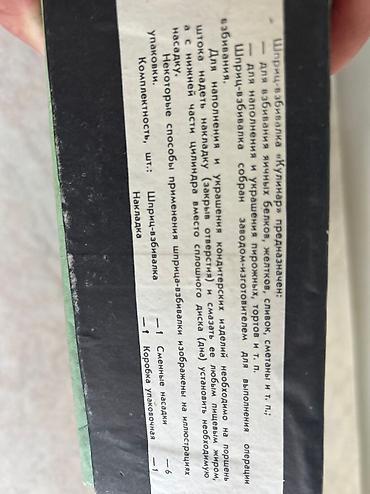 Шприц-взбивалка «Кулинар» предназначен:
— для взбивания яичных белков, желтков, сливок, сметаны и т. п.;
— для наполнения и украшения пирожных, тортов и т. п.
Шприц-взбивалка собран заводом-изготовителем для выполнения операции
взбивания.
Для наполнения и украшения кондитерских изделий необходимо на поршень
штока надеть накладку (закрыв отверстия) и смазать ее любым пищевым жиром,
а с нижней части цилиндра вместо сплошного диска (дна) установить необходимую
насадку.
Некоторые способы применения шприца-взбивалки изображены на иллюстрациях
упаковки.
Комплектность, шт.: Шприц-взбивалка —1 Сменные насадки —6
Накладка —1 Коробка упаковочная —1